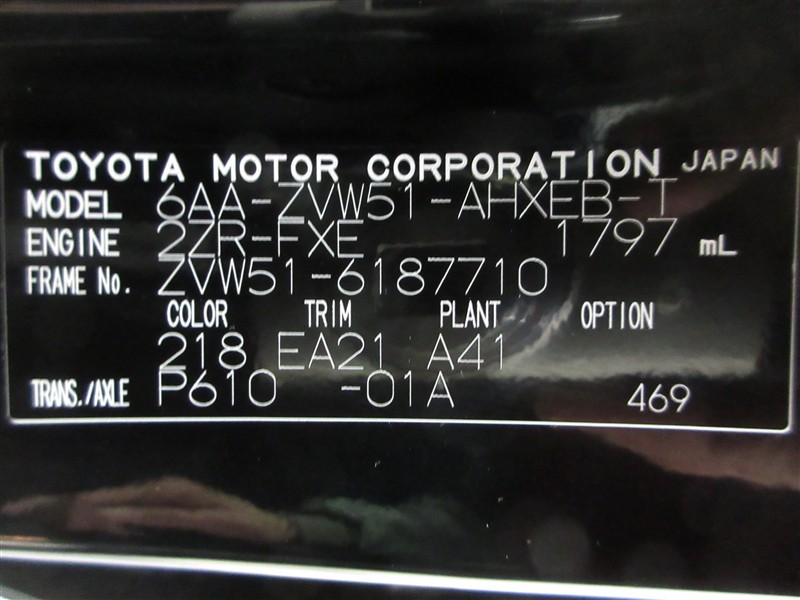 TOYOTA MOTOR CORPORATION JAPAN
MODEL 6AA-ZVW51-AHXEB-T
ENGINE 2ZR-FXE 1797 mL
FRAME No. ZVW51-6187710
COLOR TRIM PLANT OPTION
218 EA21 A41
TRANS./AXLE P610 -01A 469